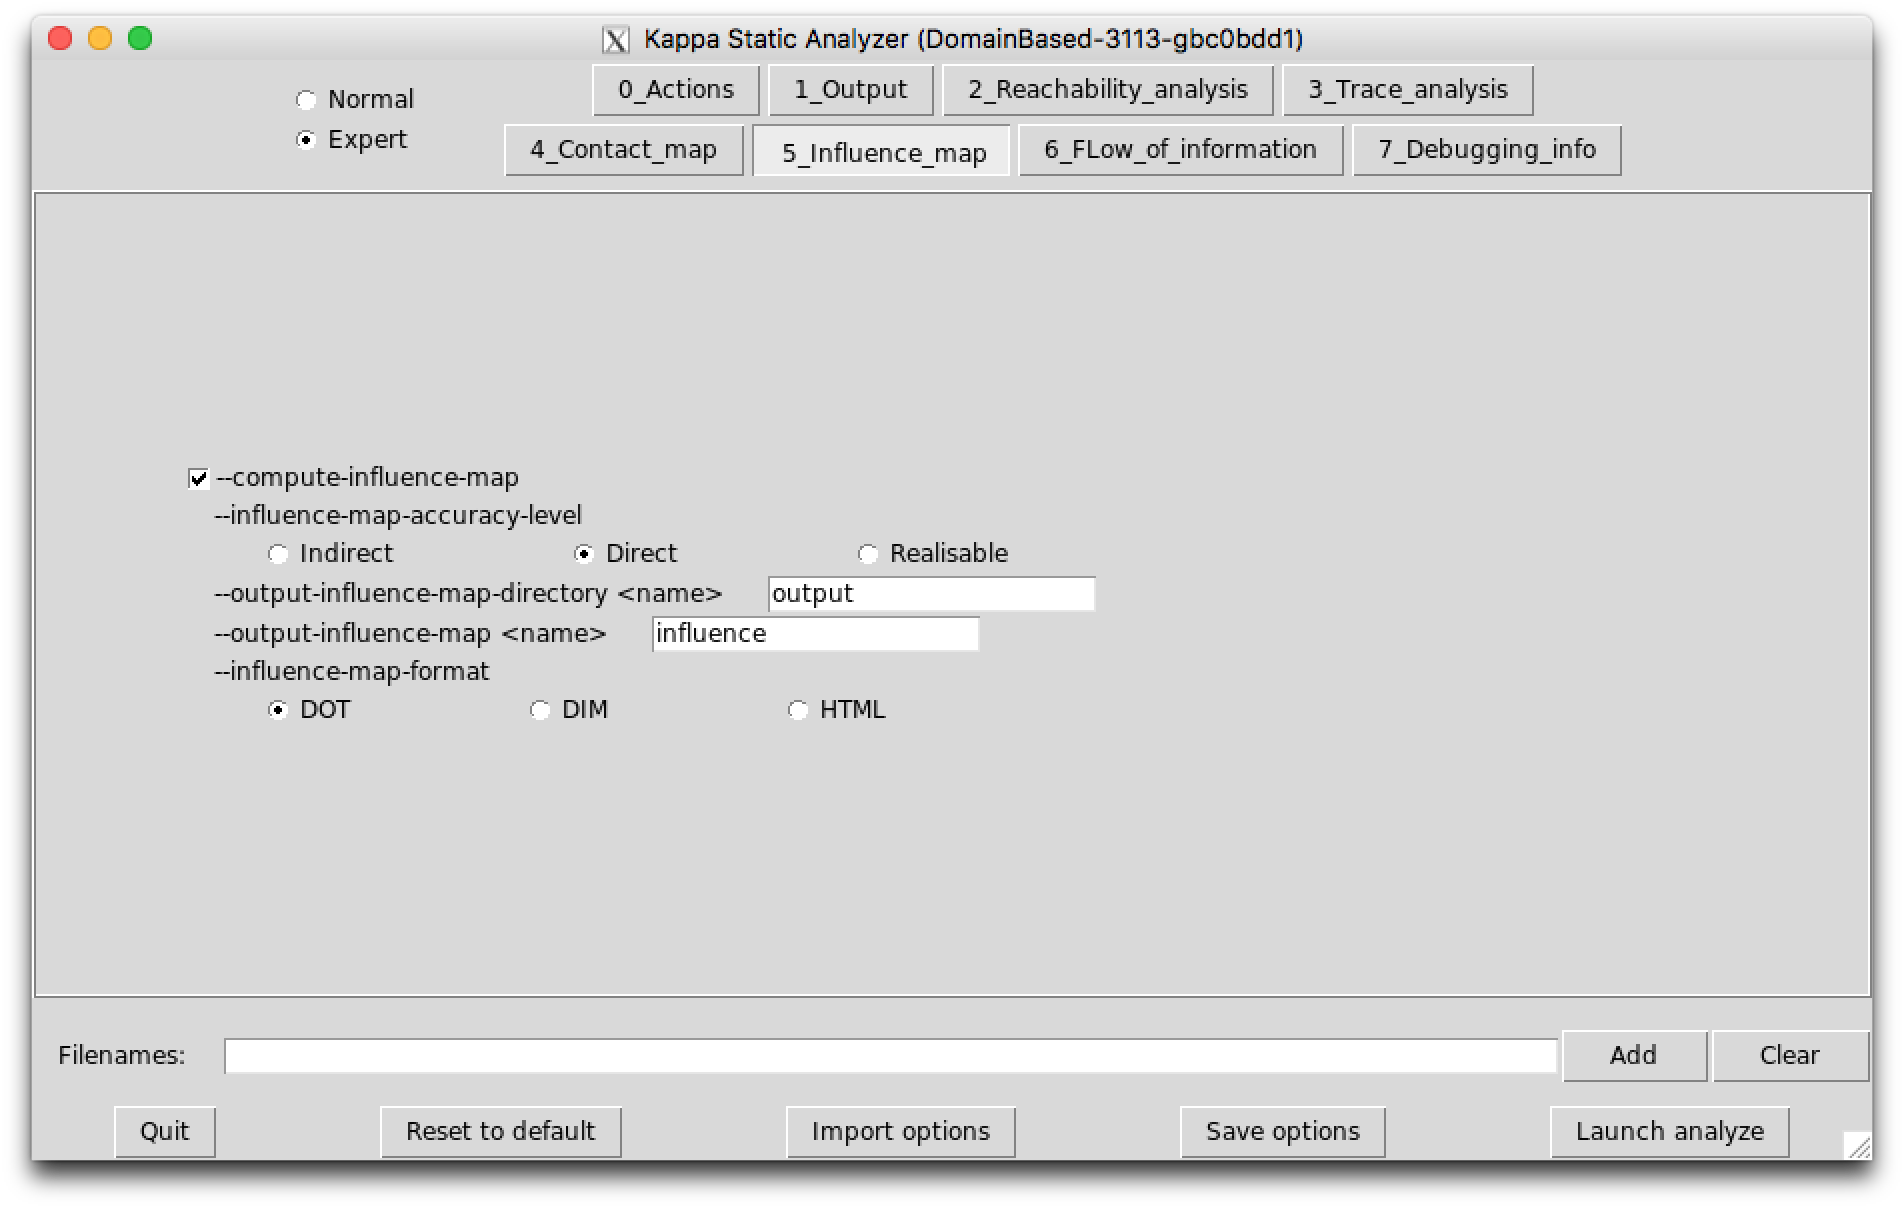 Kappa Static Analyzer (DomainBased-3113-gbc0bdd1)
Normal
Expert
0_Actions 1_Output 2_Reachability_analysis 3_Trace_analysis
4_Contact_map 5_Influence_map 6_FLow_of_information 7_Debugging_info
--compute-influence-map
--influence-map-accuracy-level
Indirect Direct Realisable
--output-influence-map-directory <name> output
--output-influence-map <name> influence
--influence-map-format
DOT DIM HTML
Filenames: Add Clear
Quit Reset to default Import options Save options Launch analyze